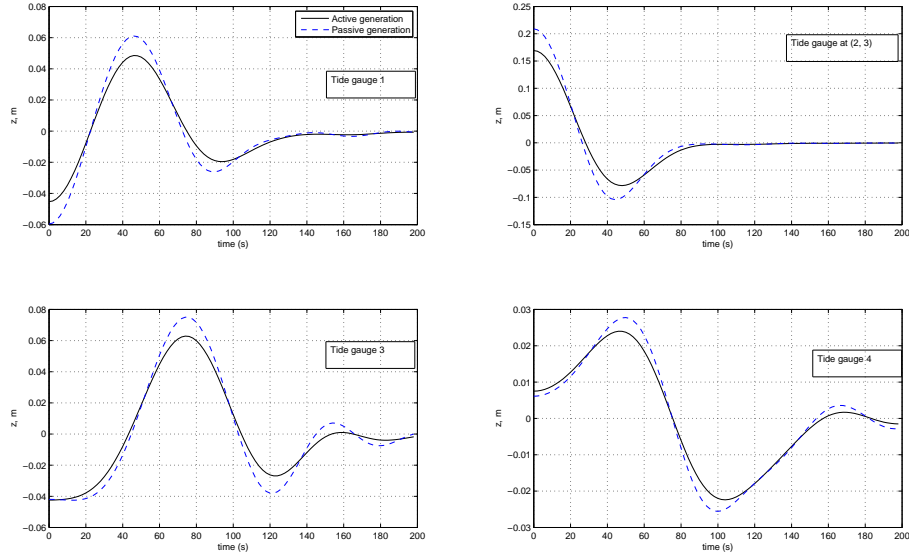 0.08
0.06
0.04
0.02
0
−0.02
−0.04
−0.06
0 20 40 60 80 100 120 140 160 180 200
time (s)
z, m
Active generation
Passive generation
Tide gauge 1
0.25
0.2
0.15
0.1
0.05
0
−0.05
−0.1
−0.15
0 20 40 60 80 100 120 140 160 180 200
time (s)
z, m
Tide gauge at (2, 3)
0.08
0.06
0.04
0.02
0
−0.02
−0.04
−0.06
0 20 40 60 80 100 120 140 160 180 200
time (s)
z, m
Tide gauge 3
0.03
0.02
0.01
0
−0.01
−0.02
−0.03
0 20 40 60 80 100 120 140 160 180 200
time (s)
z, m
Tide gauge 4